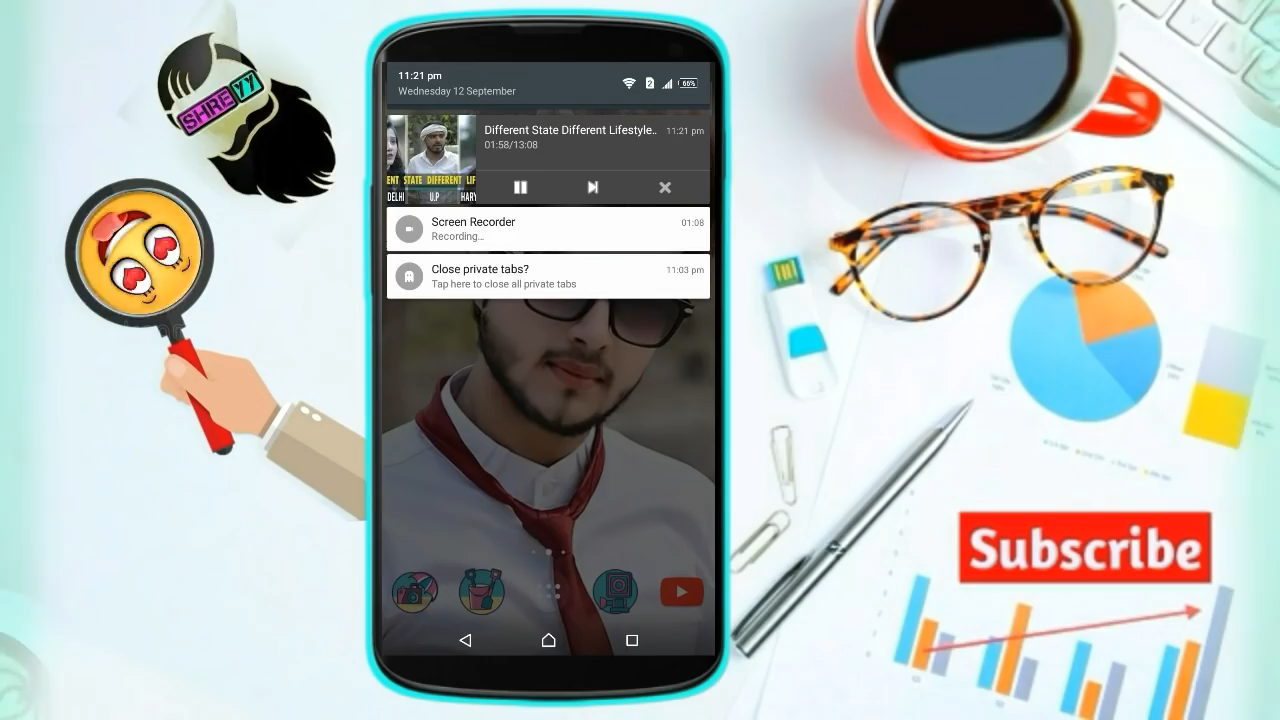 SHREYY
11:21 pm
Wednesday 12 September
2
66%
Different State Different Lifestyle..
11:21 pm
01:58/13:08
ENT STATE DIFFERENT LIF
DELHI U.P HARY
Screen Recorder
01:08
Recording...
Close private tabs?
11:03 pm
Tap here to close all private tabs
Subscribe